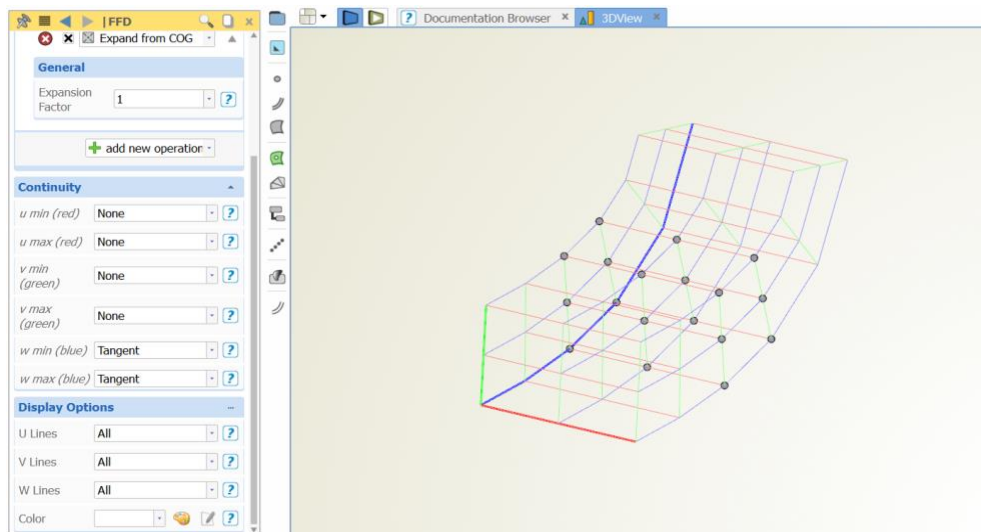 |FFD
Documentation Browser
3DView
Expand from COG
General
Expansion
Factor
1
add new operation
Continuity
u min (red)
None
u max (red)
None
v min
(green)
None
v max
(green)
None
w min (blue)
Tangent
w max (blue)
Tangent
Display Options
U Lines
All
V Lines
All
W Lines
All
Color